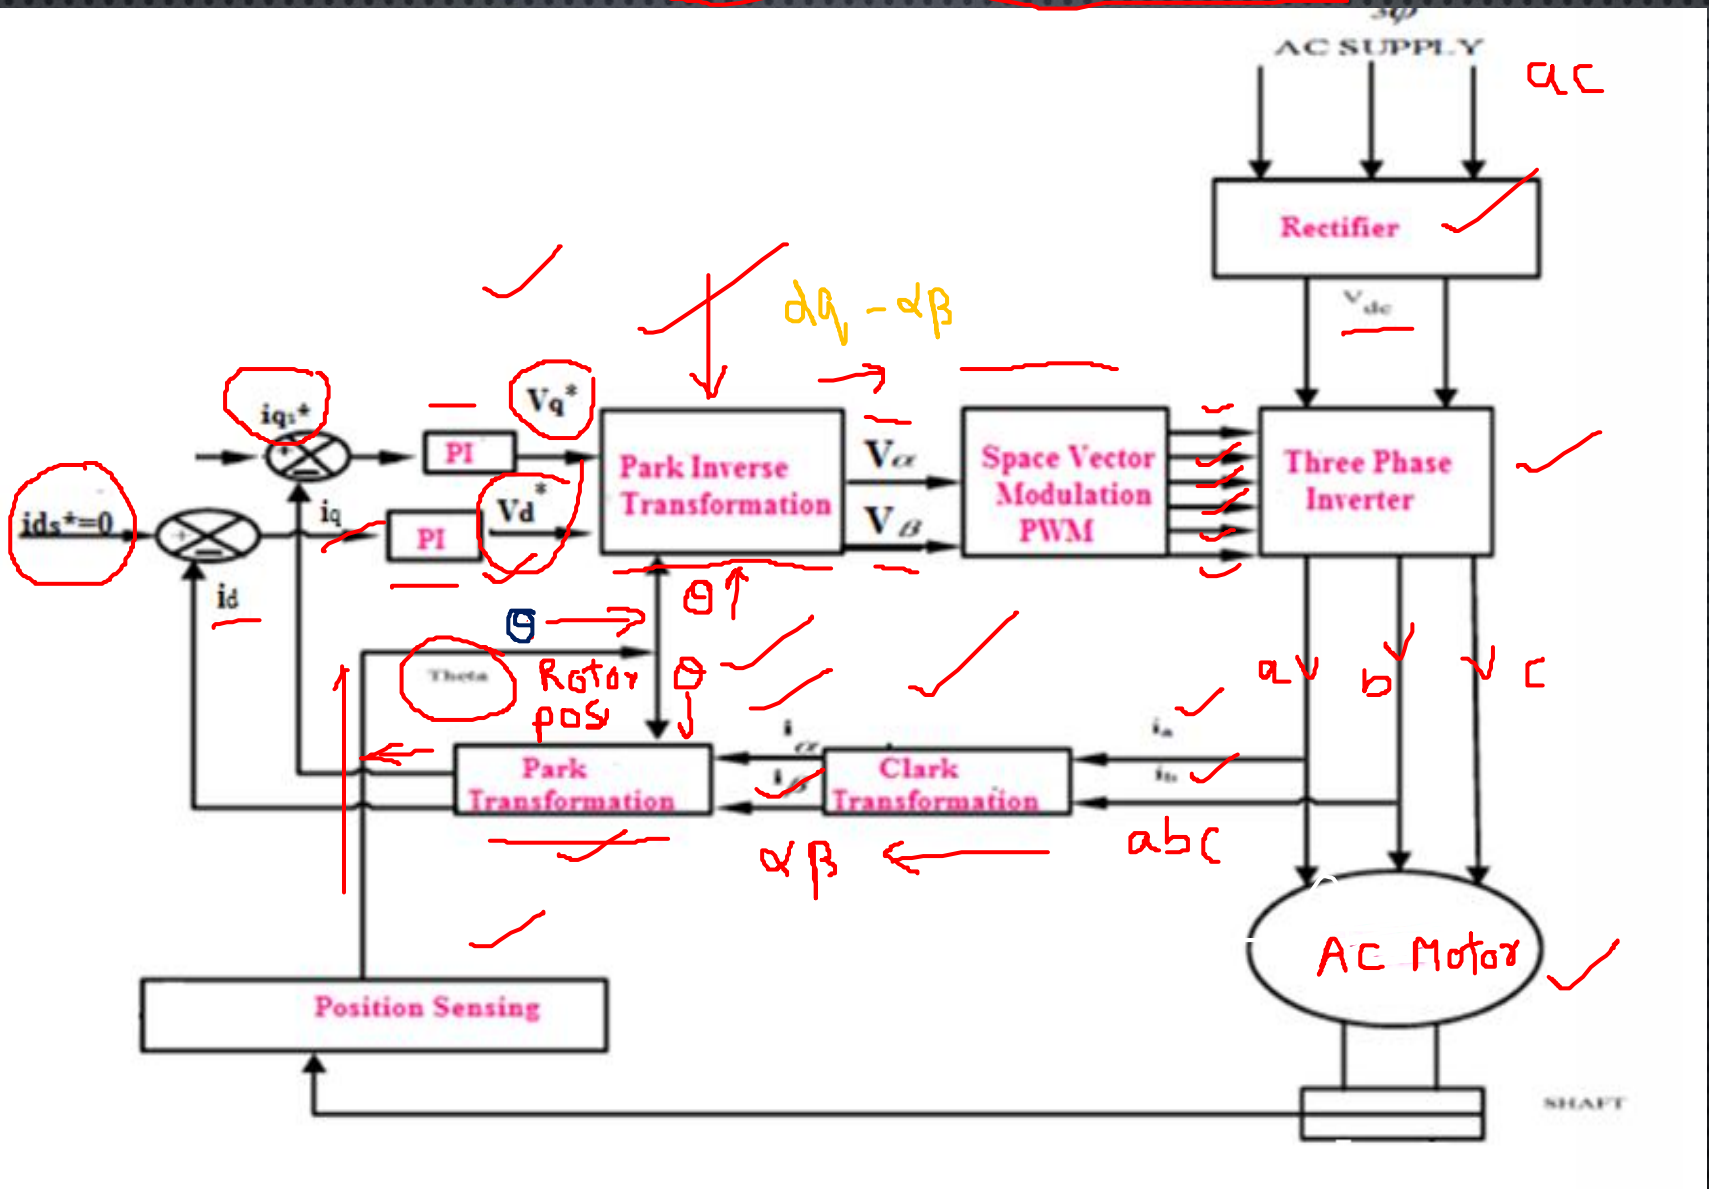 3φ
AC SUPPLY
ac
Rectifier
Vdc
dq - αβ
iqs*
Vq*
PI
Park Inverse
Transformation
Vα
Vβ
Space Vector
Modulation
PWM
Three Phase
Inverter
ids*=0
iq
PI
Vd*
id
θ
θ
Theta
Rotor
posi
θ
a
b
c
Park
Transformation
iα
iβ
Clark
Transformation
ia
ib
αβ
abc
AC Motor
Position Sensing
SHAFT